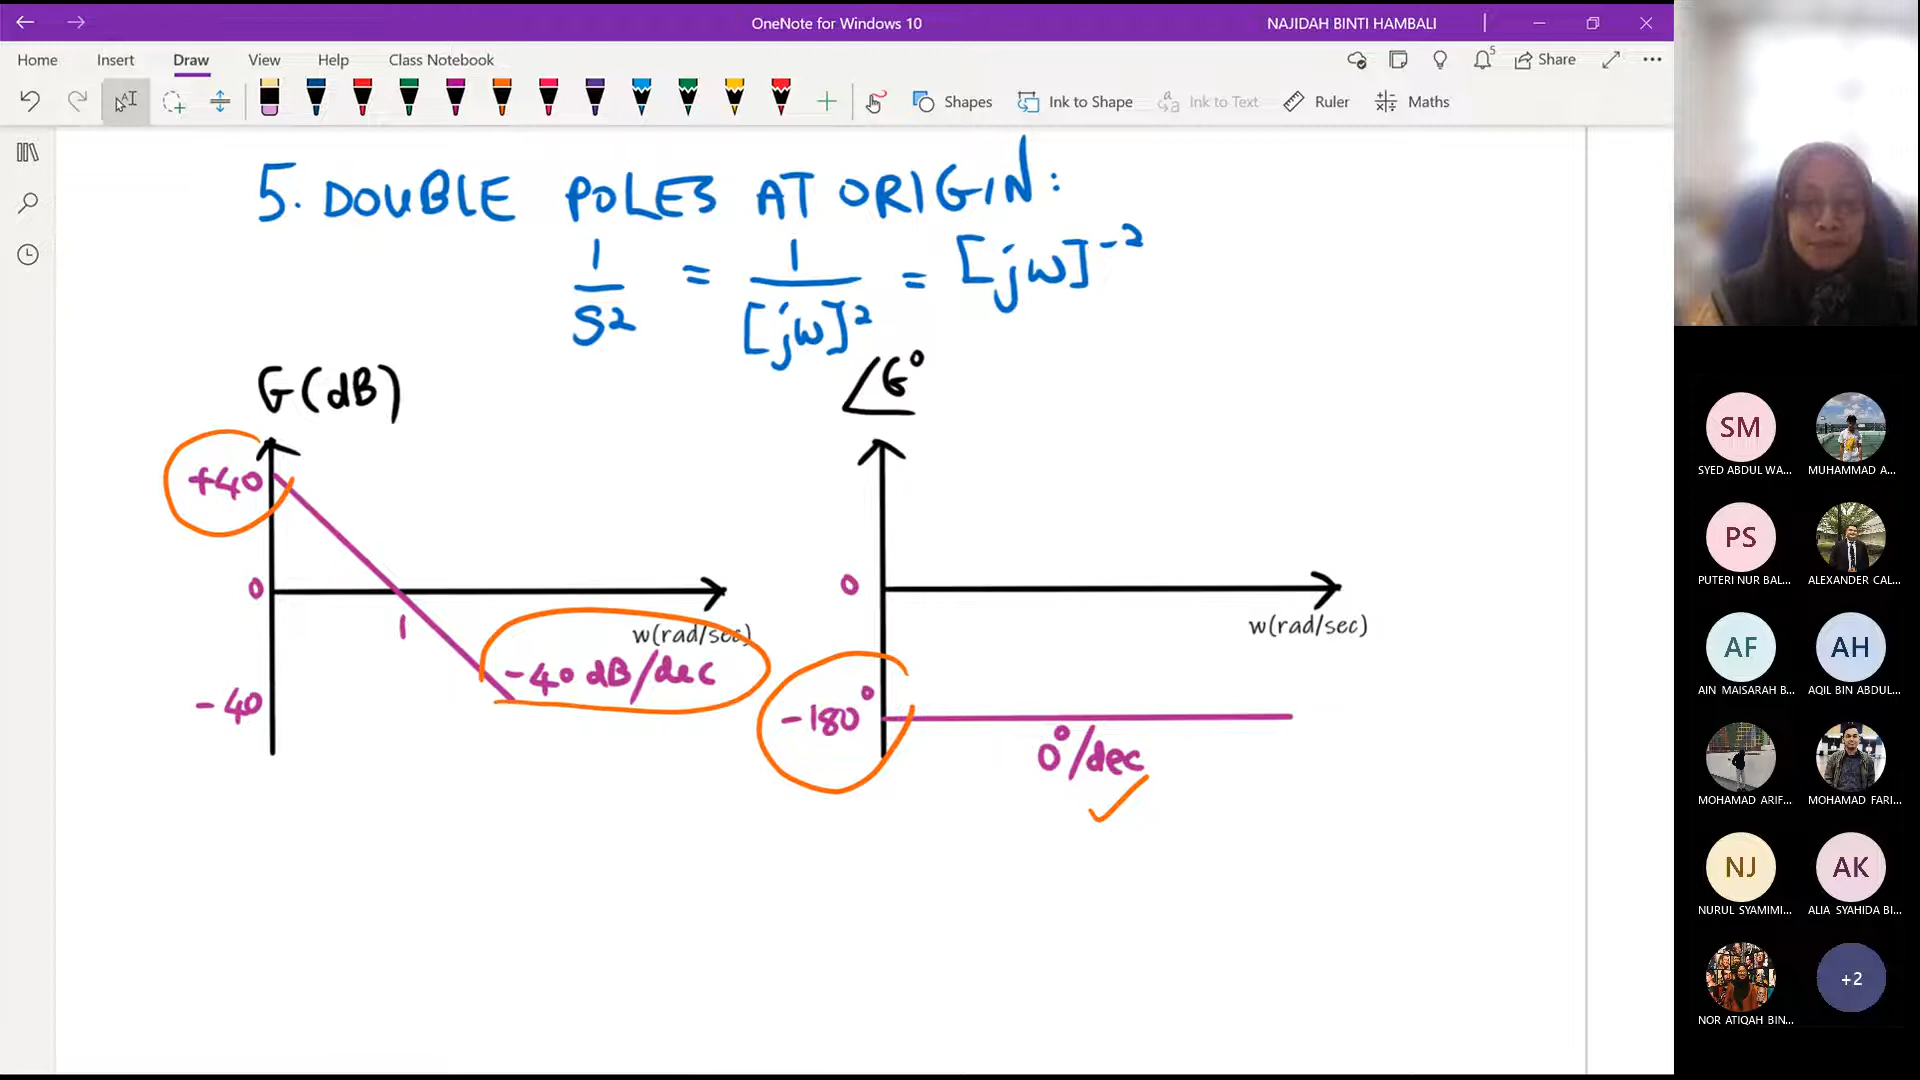 OneNote for Windows 10
NAJIDAH BINTI HAMBALI
Home Insert Draw View Help Class Notebook
5
Share
Shapes
Ink to Shape
Ink to Text
Ruler
Maths
5. DOUBLE POLES AT ORIGIN:
1/S² = 1/[jω]² = [jω]⁻²
G(dB)
∠G°
+40
0
1
w(rad/sec)
-40 dB/dec
-40
0
w(rad/sec)
-180°
0°/dec
SM
SYED ABDUL WA...
MUHAMMAD A...
PS
PUTERI NUR BAL...
ALEXANDER CAL...
AF
AH
AIN MAISARAH B...
AQIL BIN ABDUL...
MOHAMAD ARIF...
MOHAMAD FARI...
NJ
AK
NURUL SYAMIMI...
ALIA SYAHIDA BI...
+2
NOR ATIQAH BIN...